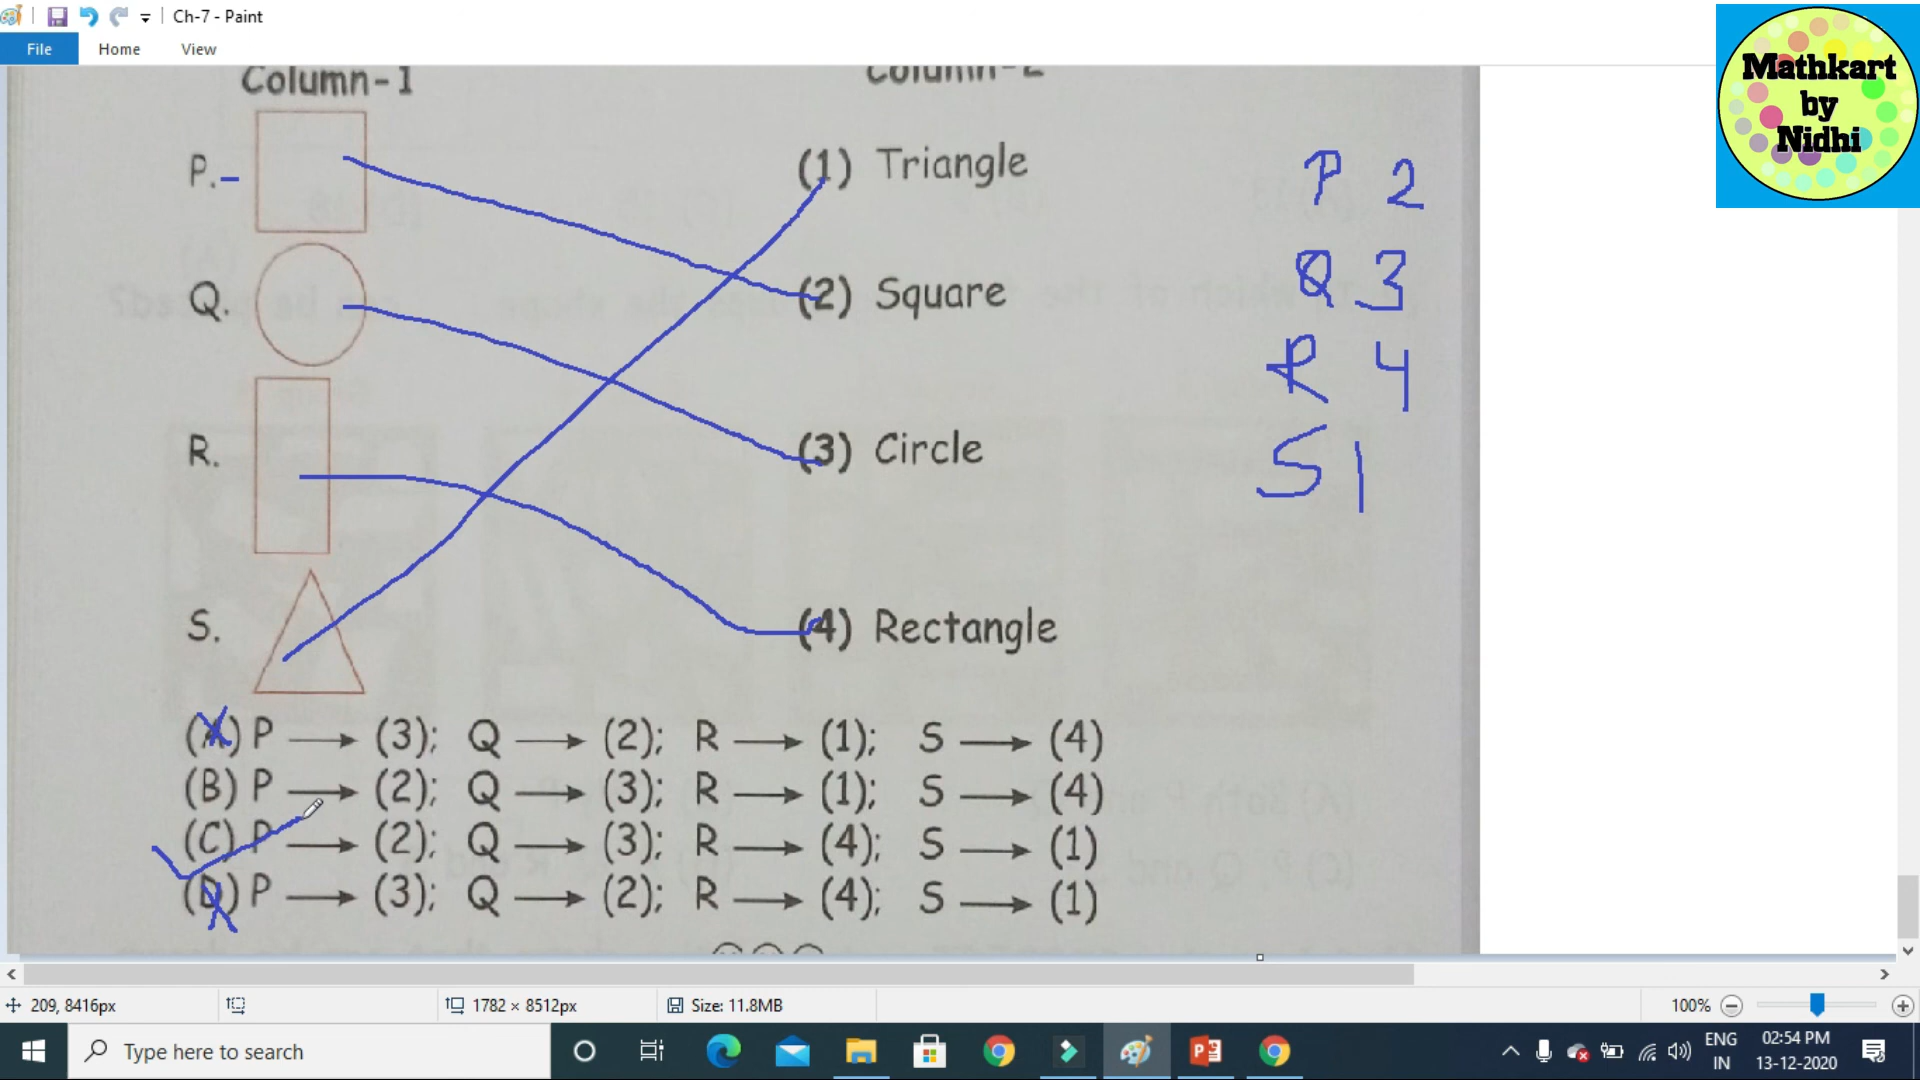 Ch-7 - Paint
File Home View
Mathkart
by
Nidhi
Column-1 Column-2
P. (1) Triangle
Q. (2) Square
R. (3) Circle
S. (4) Rectangle
P 2
Q 3
R 4
S 1
(A) P → (3); Q → (2); R → (1); S → (4)
(B) P → (2); Q → (3); R → (1); S → (4)
(C) P → (2); Q → (3); R → (4); S → (1)
(D) P → (3); Q → (2); R → (4); S → (1)
209, 8416px 1782 × 8512px Size: 11.8MB 100%
Type here to search
ENG
IN
02:54 PM
13-12-2020